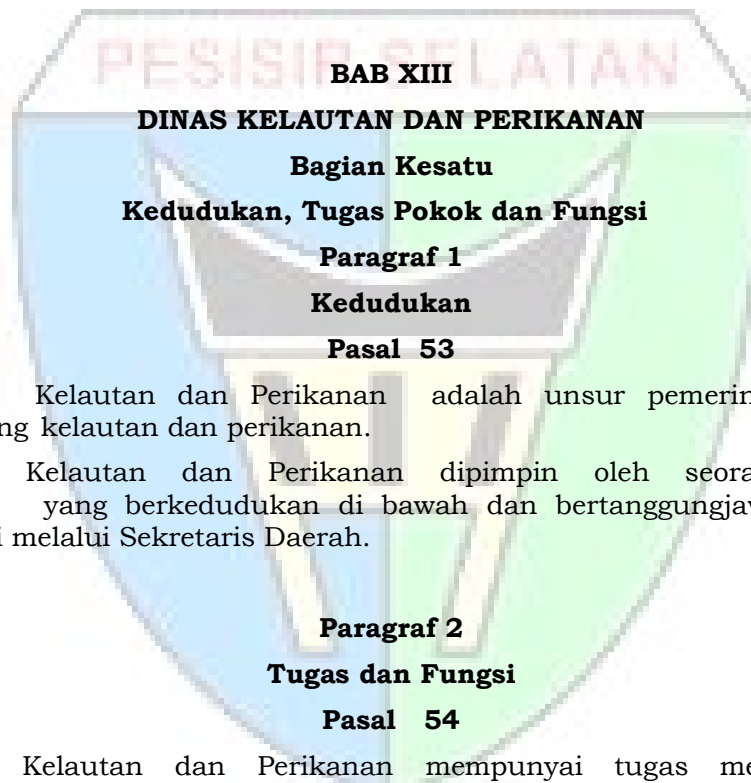 PESISIR SELATAN
BAB XIII
DINAS KELAUTAN DAN PERIKANAN
Bagian Kesatu
Kedudukan, Tugas Pokok dan Fungsi
Paragraf 1
Kedudukan
Pasal 53
Kelautan dan Perikanan adalah unsur pemerin
ng kelautan dan perikanan.
Kelautan dan Perikanan dipimpin oleh seora
yang berkedudukan di bawah dan bertanggungja
i melalui Sekretaris Daerah.
Paragraf 2
Tugas dan Fungsi
Pasal 54
Kelautan dan Perikanan mempunyai tugas me